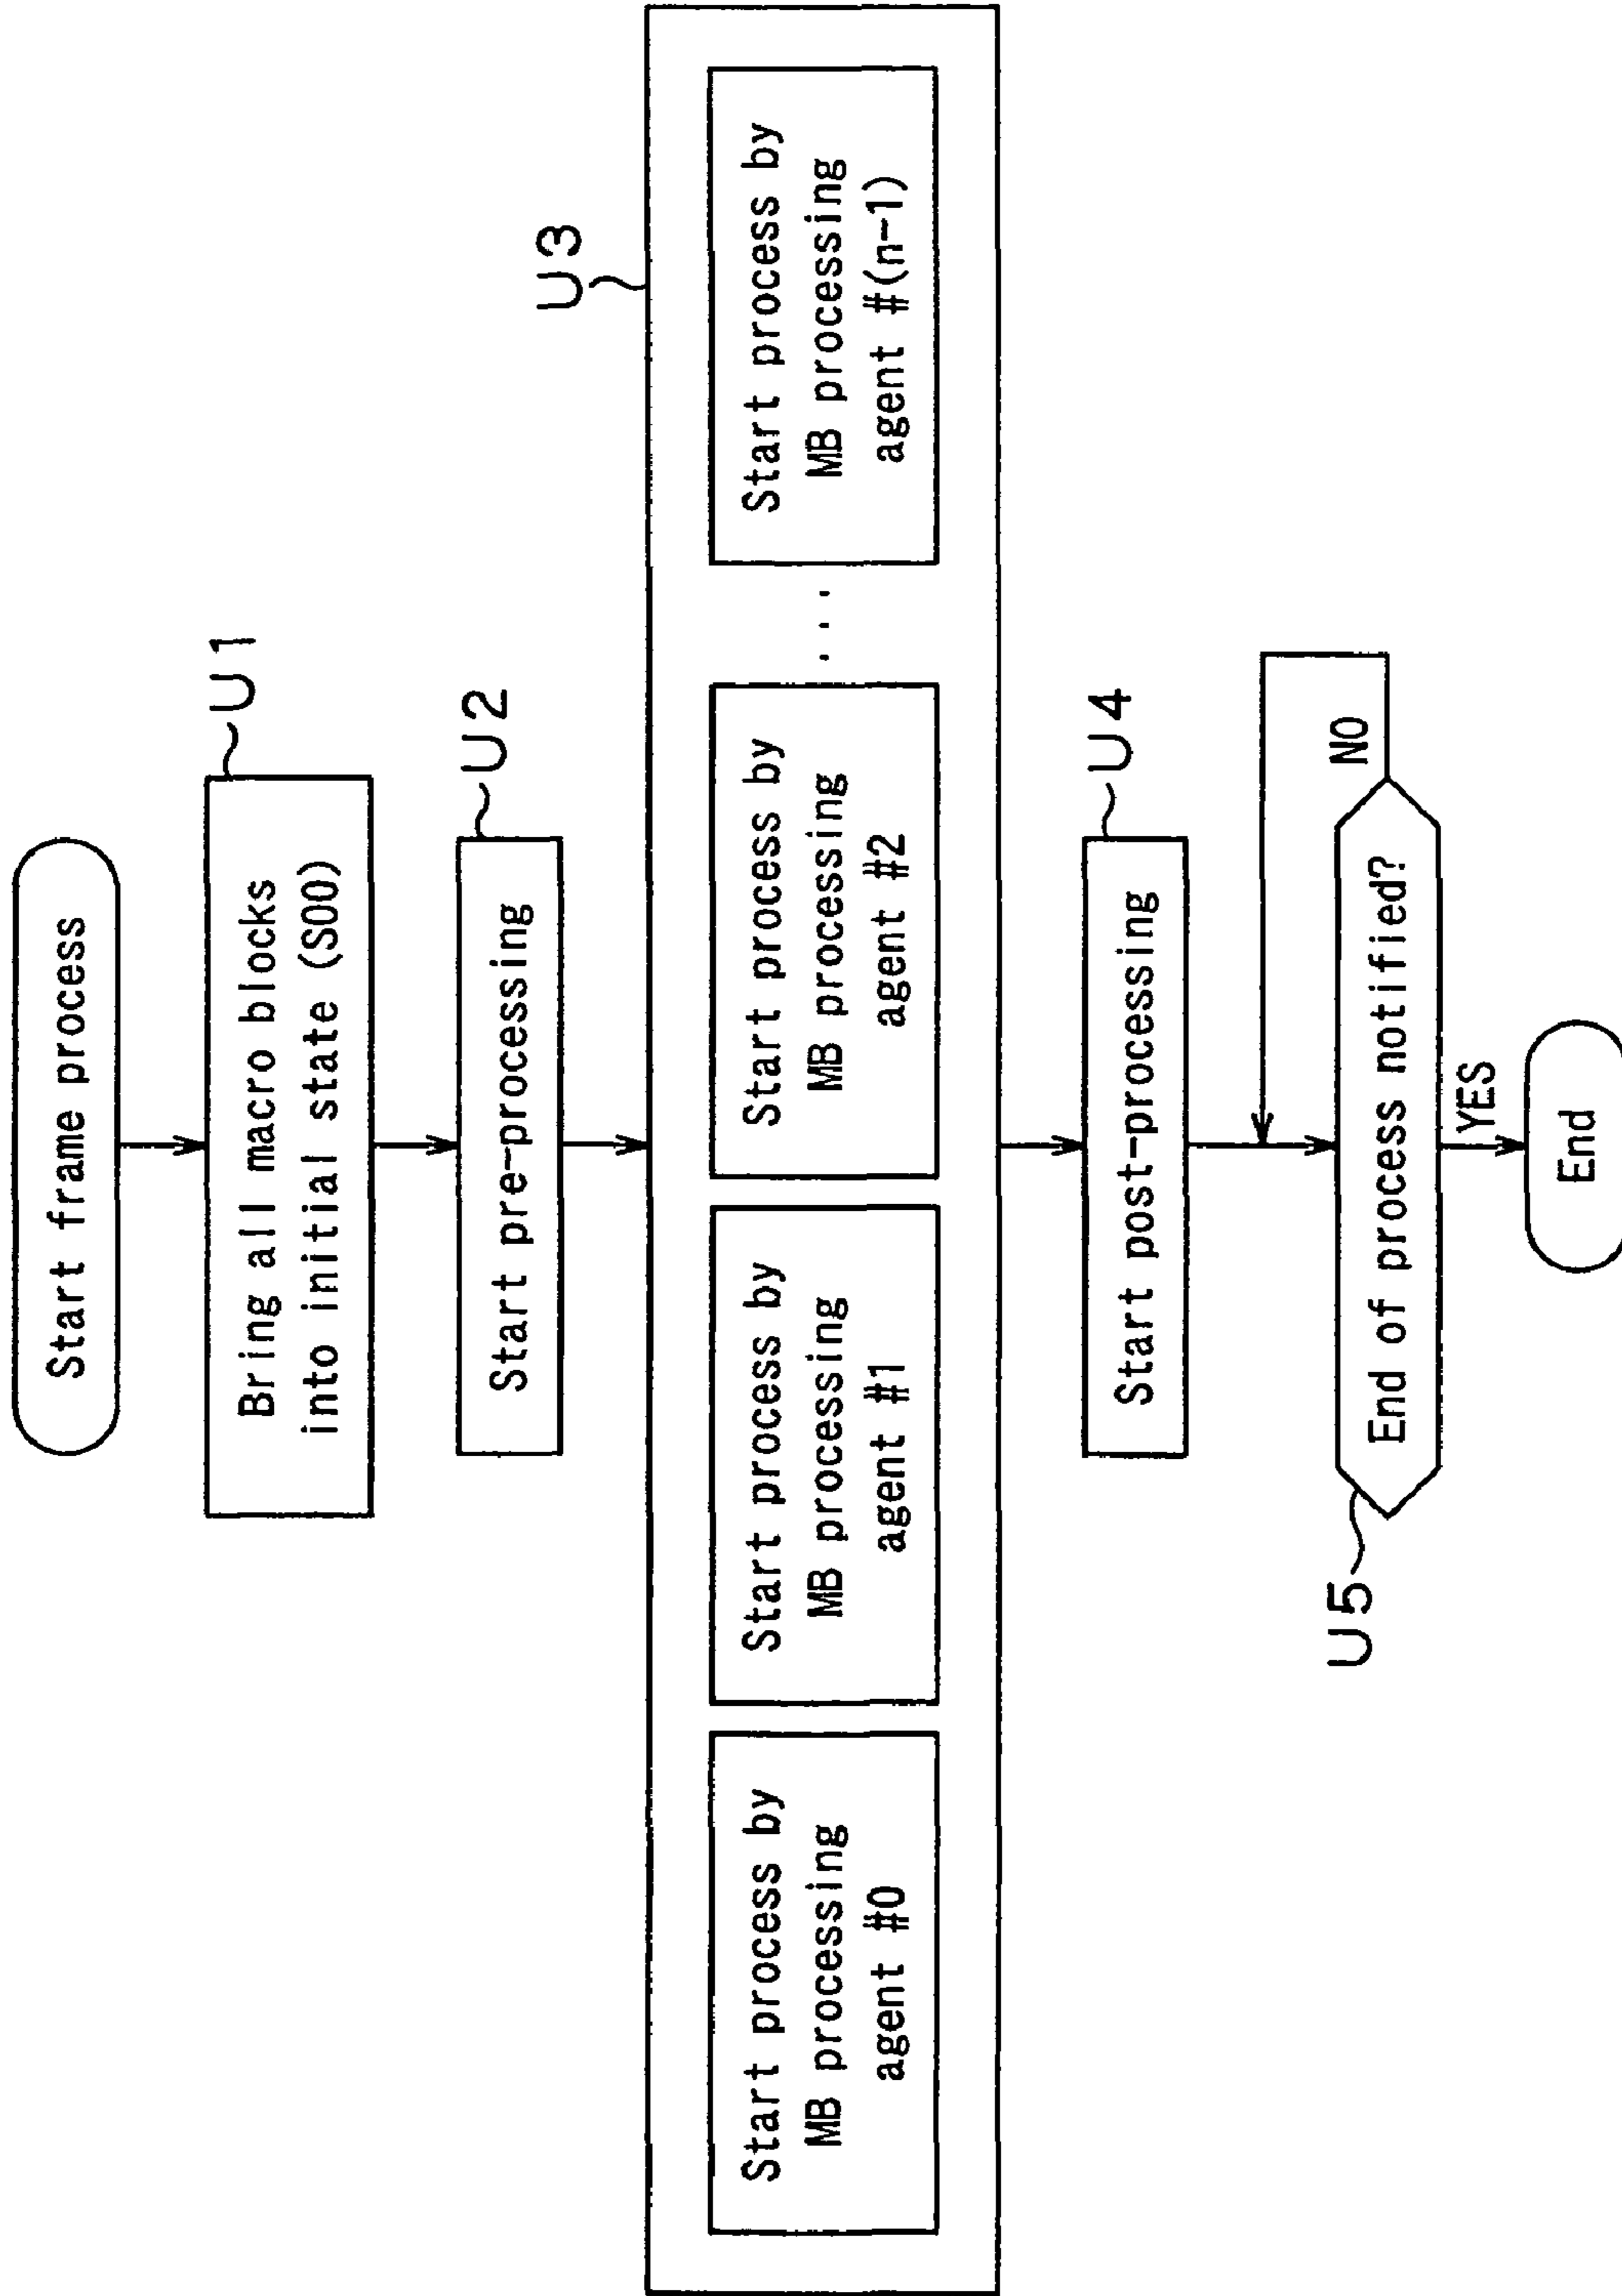 Start frame process
U1
Bring all macro blocks
into initial state (S00)
U2
Start pre-processing
U3
Start process by
MB processing
agent #0
Start process by
MB processing
agent #1
Start process by
MB processing
agent #2
...
Start process by
MB processing
agent #(n-1)
U4
Start post-processing
U5
End of process notified?
NO
YES
End